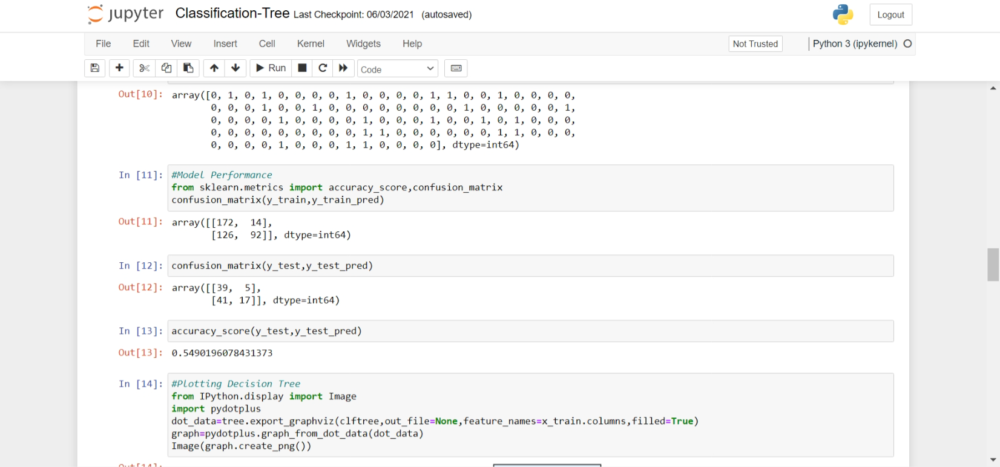 jupyter Classification-Tree Last Checkpoint: 06/03/2021 (autosaved)
Logout
File Edit View Insert Cell Kernel Widgets Help
Not Trusted
Python 3 (ipykernel)
Run
Code
Out[10]: array([0, 1, 0, 1, 0, 0, 0, 0, 1, 0, 0, 0, 0, 1, 1, 0, 0, 1, 0, 0, 0, 0,
0, 0, 0, 1, 0, 0, 1, 0, 0, 0, 0, 0, 0, 0, 0, 1, 0, 0, 0, 0, 0, 1,
0, 0, 0, 0, 1, 0, 0, 0, 0, 1, 0, 0, 0, 1, 0, 0, 1, 0, 1, 0, 0, 0,
0, 0, 0, 0, 0, 0, 0, 0, 0, 1, 1, 0, 0, 0, 0, 0, 0, 1, 1, 0, 0, 0,
0, 0, 0, 0, 1, 0, 0, 0, 1, 1, 0, 0, 0, 0], dtype=int64)
In [11]: #Model Performance
from sklearn.metrics import accuracy_score,confusion_matrix
confusion_matrix(y_train,y_train_pred)
Out[11]: array([[172, 14],
[126, 92]], dtype=int64)
In [12]: confusion_matrix(y_test,y_test_pred)
Out[12]: array([[39, 5],
[41, 17]], dtype=int64)
In [13]: accuracy_score(y_test,y_test_pred)
Out[13]: 0.5490196078431373
In [14]: #Plotting Decision Tree
from IPython.display import Image
import pydotplus
dot_data=tree.export_graphviz(clftree,out_file=None,feature_names=x_train.columns,filled=True)
graph=pydotplus.graph_from_dot_data(dot_data)
Image(graph.create_png())
Out[14]: